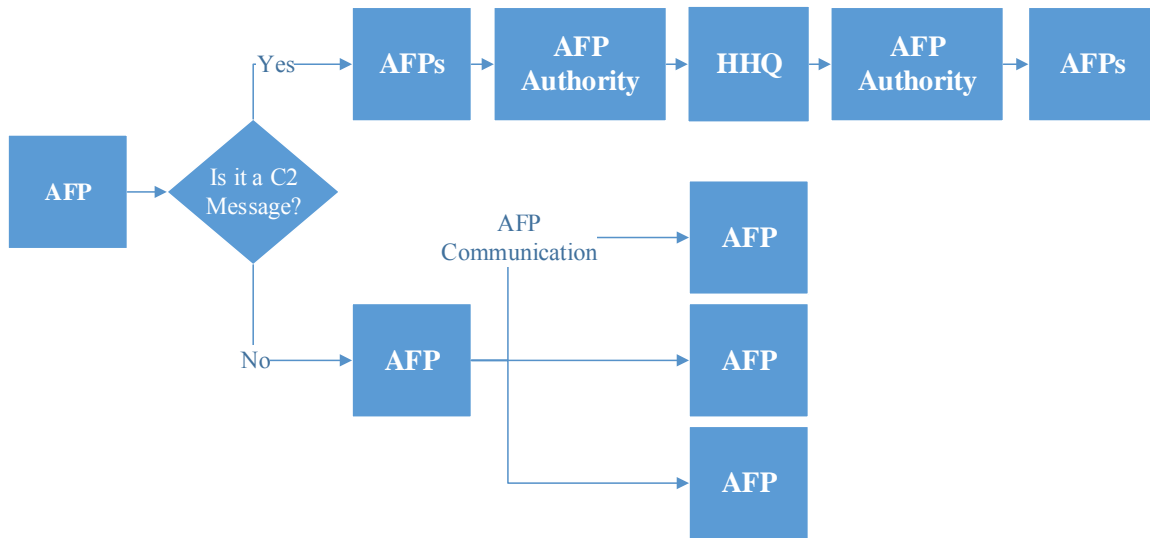 Yes
AFPs
AFP
Authority
HHQ
AFP
Authority
AFPs
AFP
Is it a C2
Message?
AFP
Communication
AFP
No
AFP
AFP
AFP